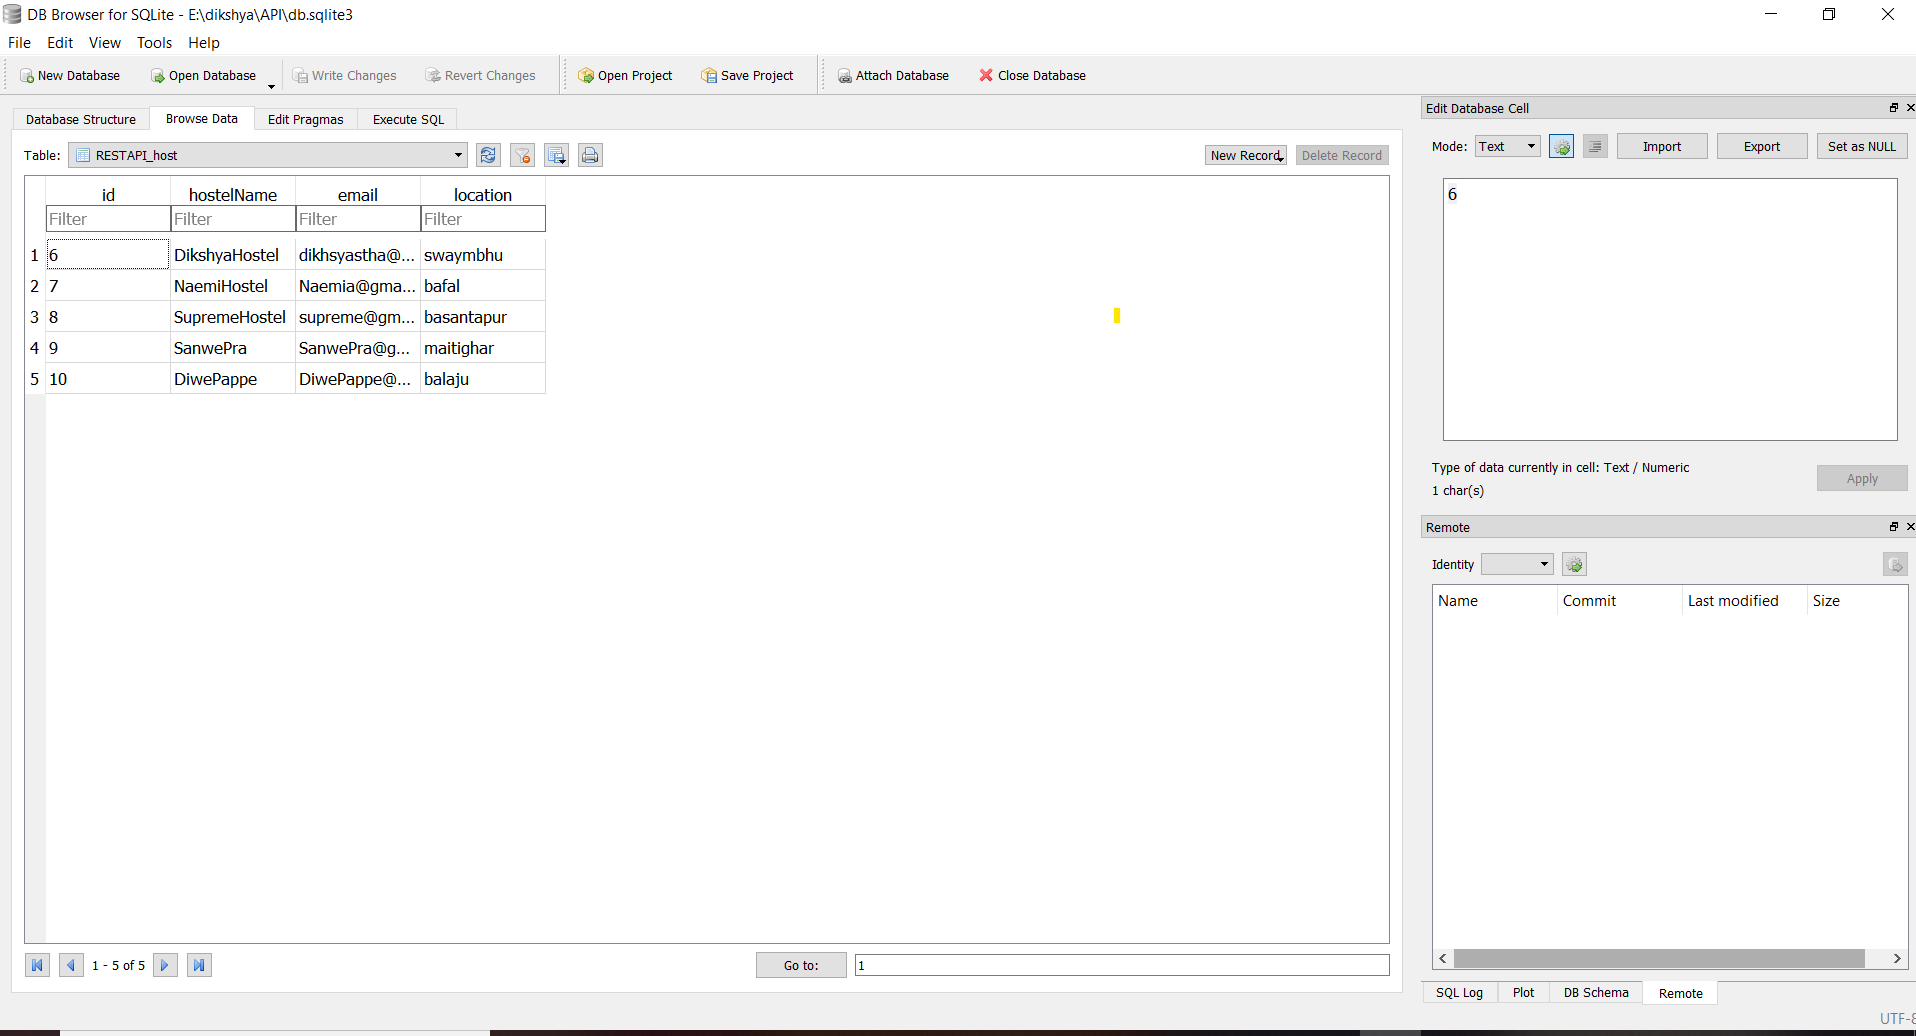 DB Browser for SQLite - E:\dikshya\API\db.sqlite3
File Edit View Tools Help
New Database Open Database Write Changes Revert Changes Open Project Save Project Attach Database Close Database
Database Structure Browse Data Edit Pragmas Execute SQL
Table: RESTAPI_host New Record Delete Record
id hostelName email location
Filter Filter Filter Filter
1 6 DikshyaHostel dikhsyastha@... swaymbhu
2 7 NaemiHostel Naemia@gma... bafal
3 8 SupremeHostel supreme@gm... basantapur
4 9 SanwePra SanwePra@g... maitighar
5 10 DiwePappe DiwePappe@... balaju
1 - 5 of 5 Go to: 1
Edit Database Cell
Mode: Text Import Export Set as NULL
6
Type of data currently in cell: Text / Numeric
1 char(s)
Apply
Remote
Identity
Name Commit Last modified Size
SQL Log Plot DB Schema Remote
UTF-8